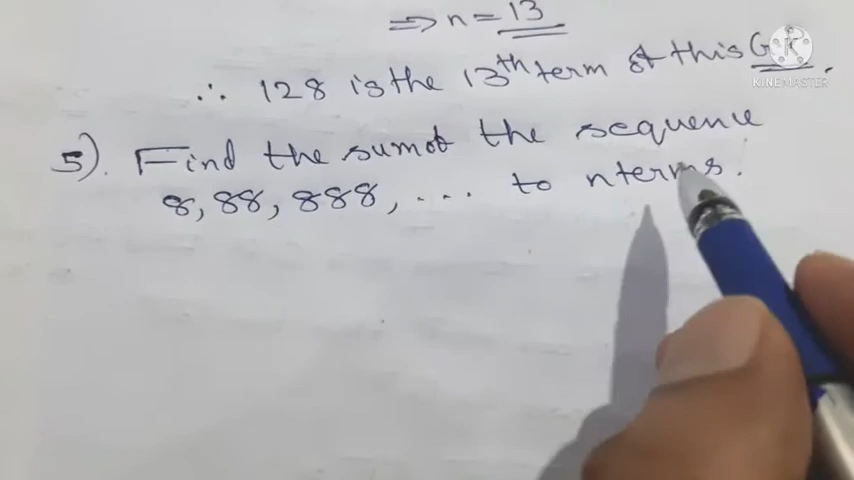 ⇒ n = 13
∴ 128 is the 13th term of this
KINEMASTER
5). Find the sum of the sequence
8, 88, 888, .... to n terms.